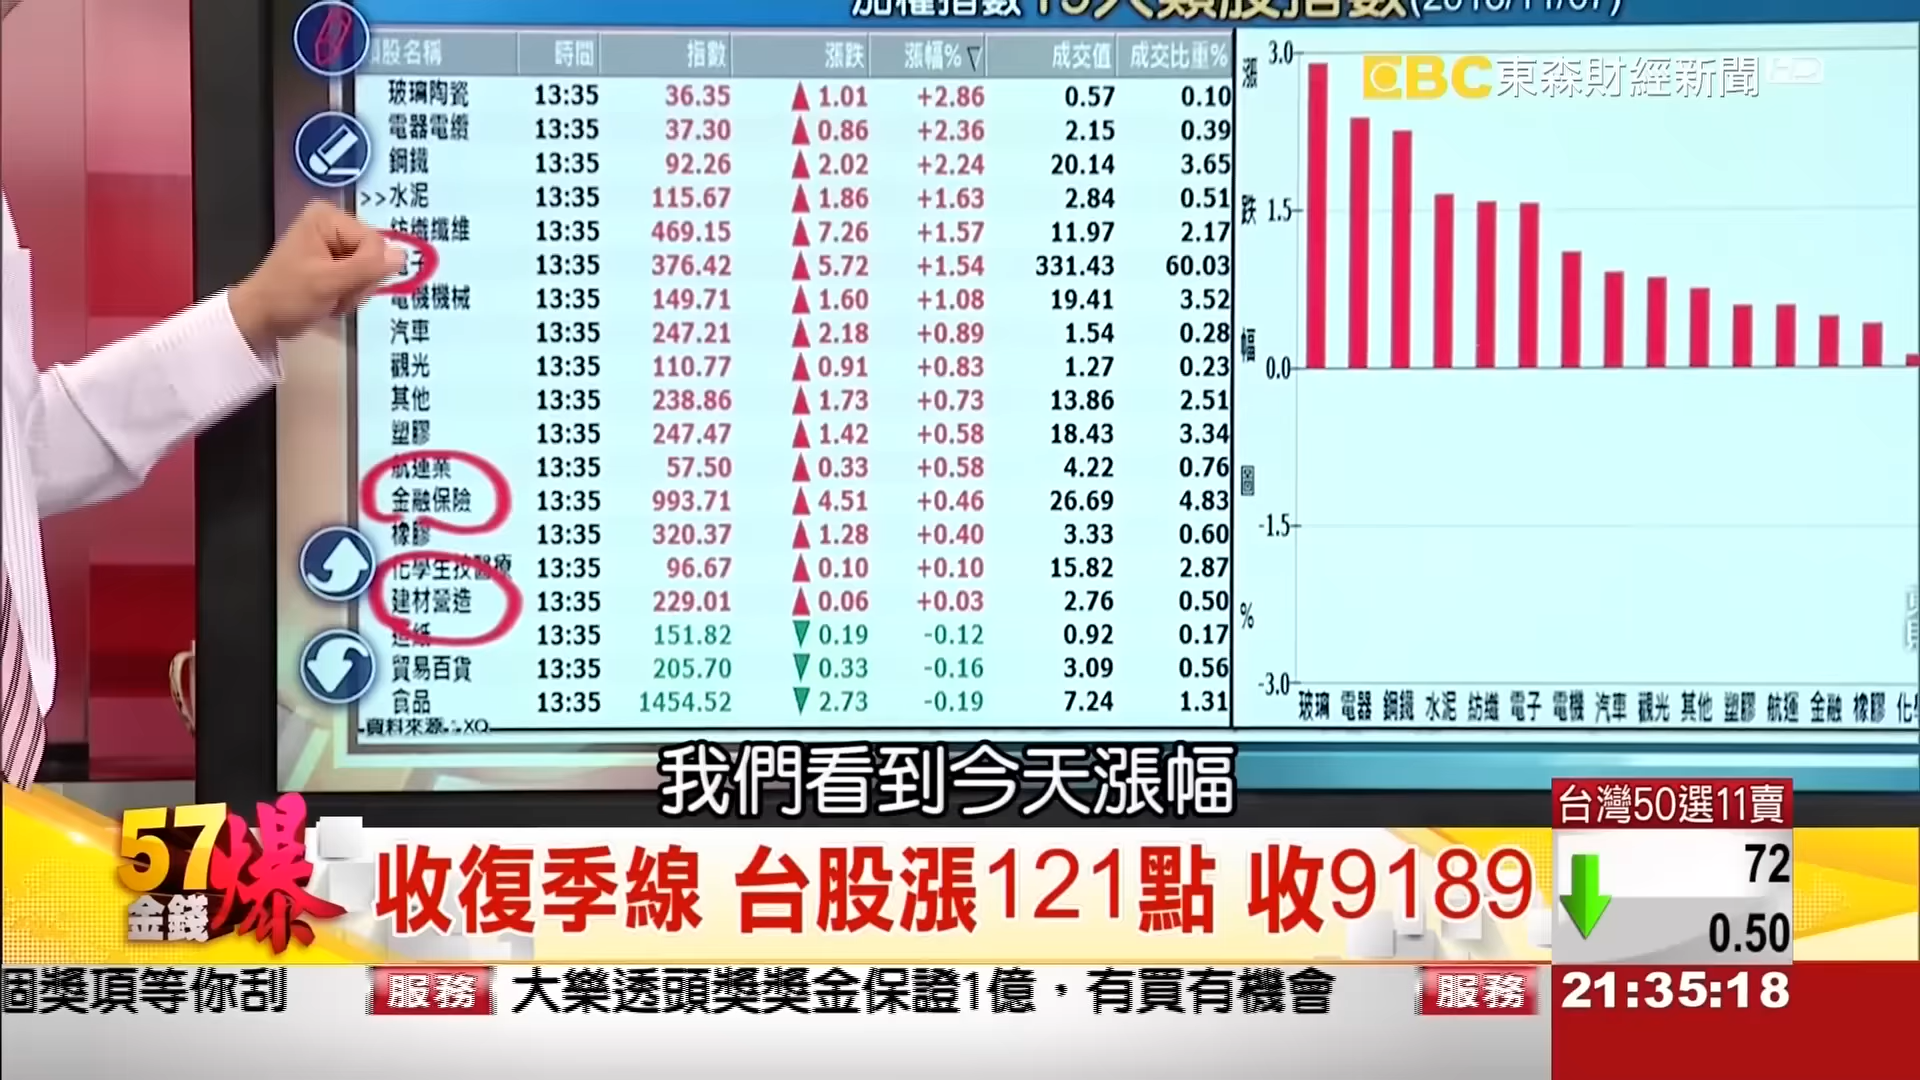 加權指數19大類股指數(2016/11/07)
類股名稱 時間 指數 漲跌 漲幅%▽ 成交值 成交比重%
玻璃陶瓷 13:35 36.35 ▲1.01 +2.86 0.57 0.10
電器電纜 13:35 37.30 ▲0.86 +2.36 2.15 0.39
鋼鐵 13:35 92.26 ▲2.02 +2.24 20.14 3.65
>>水泥 13:35 115.67 ▲1.86 +1.63 2.84 0.51
紡織纖維 13:35 469.15 ▲7.26 +1.57 11.97 2.17
電子 13:35 376.42 ▲5.72 +1.54 331.43 60.03
電機機械 13:35 149.71 ▲1.60 +1.08 19.41 3.52
汽車 13:35 247.21 ▲2.18 +0.89 1.54 0.28
觀光 13:35 110.77 ▲0.91 +0.83 1.27 0.23
其他 13:35 238.86 ▲1.73 +0.73 13.86 2.51
塑膠 13:35 247.47 ▲1.42 +0.58 18.43 3.34
航運業 13:35 57.50 ▲0.33 +0.58 4.22 0.76
金融保險 13:35 993.71 ▲4.51 +0.46 26.69 4.83
橡膠 13:35 320.37 ▲1.28 +0.40 3.33 0.60
化學生技醫療 13:35 96.67 ▲0.10 +0.10 15.82 2.87
建材營造 13:35 229.01 ▲0.06 +0.03 2.76 0.50
造紙 13:35 151.82 ▼0.19 -0.12 0.92 0.17
貿易百貨 13:35 205.70 ▼0.33 -0.16 3.09 0.56
食品 13:35 1454.52 ▼2.73 -0.19 7.24 1.31
資料來源:XQ
漲跌幅圖%
3.0
1.5
0.0
-1.5
-3.0
玻璃 電器 鋼鐵 水泥 紡織 電子 電機 汽車 觀光 其他 塑膠 航運 金融 橡膠 化學
EBC東森財經新聞HD
我們看到今天漲幅
57金錢爆
收復季線 台股漲121點 收9189
台灣50選11賣
72
0.50
個獎項等你刮 服務 大樂透頭獎獎金保證1億，有買有機會 服務
21:35:18